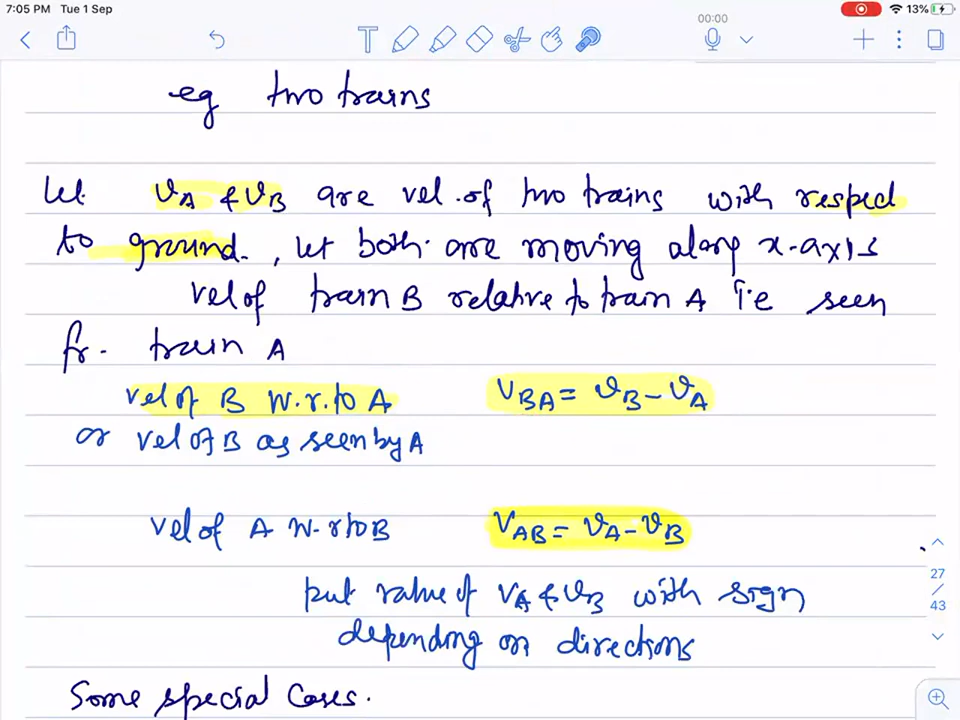 7:05 PM Tue 1 Sep
13%
00:00
eg two trains
Let vA & vB are vel. of two trains with respect
to ground, let both are moving along x-axis
vel of train B relative to train A i.e seen
fr. train A
vel of B w.r.to A VBA = vB - vA
or vel of B as seen by A
vel of A w.r to B VAB = vA - vB
put value of vA & vB with sign
depending on directions
Some special Cases.
27
/
43